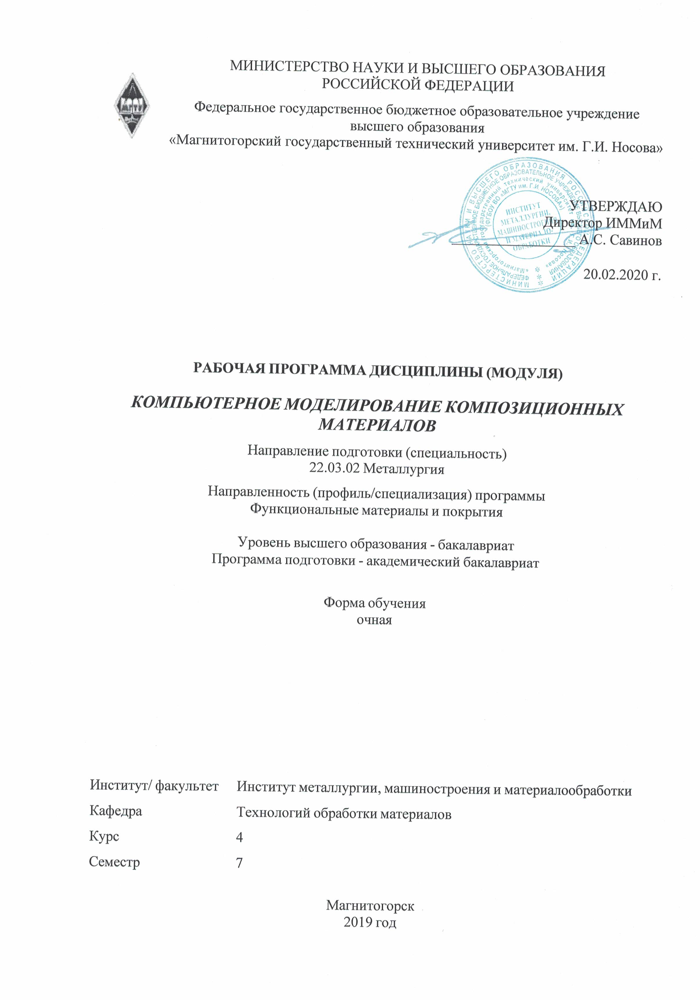 МИНИСТЕРСТВО НАУКИ И ВЫСШЕГО ОБРАЗОВАНИЯ
РОССИЙСКОЙ ФЕДЕРАЦИИ
МГТУ
Федеральное государственное бюджетное образовательное учреждение
высшего образования
«Магнитогорский государственный технический университет им. Г.И. Носова»
МИНИСТЕРСТВО НАУКИ И ВЫСШЕГО ОБРАЗОВАНИЯ РОССИЙСКОЙ ФЕДЕРАЦИИ
ФЕДЕРАЛЬНОЕ ГОСУДАРСТВЕННОЕ БЮДЖЕТНОЕ ОБРАЗОВАТЕЛЬНОЕ УЧРЕЖДЕНИЕ ВЫСШЕГО ОБРАЗОВАНИЯ
«Магнитогорский государственный технический университет им. Г.И. Носова»
(ФГБОУ ВО «МГТУ им. Г.И. НОСОВА»)
ИНСТИТУТ
МЕТАЛЛУРГИИ,
МАШИНОСТРОЕНИЯ
И МАТЕРИАЛО-
ОБРАБОТКИ
УТВЕРЖДАЮ
Директор ИММиМ
А.С. Савинов
20.02.2020 г.
РАБОЧАЯ ПРОГРАММА ДИСЦИПЛИНЫ (МОДУЛЯ)
КОМПЬЮТЕРНОЕ МОДЕЛИРОВАНИЕ КОМПОЗИЦИОННЫХ
МАТЕРИАЛОВ
Направление подготовки (специальность)
22.03.02 Металлургия
Направленность (профиль/специализация) программы
Функциональные материалы и покрытия
Уровень высшего образования - бакалавриат
Программа подготовки - академический бакалавриат
Форма обучения
очная
Институт/ факультет Институт металлургии, машиностроения и материалообработки
Кафедра Технологий обработки материалов
Курс 4
Семестр 7
Магнитогорск
2019 год